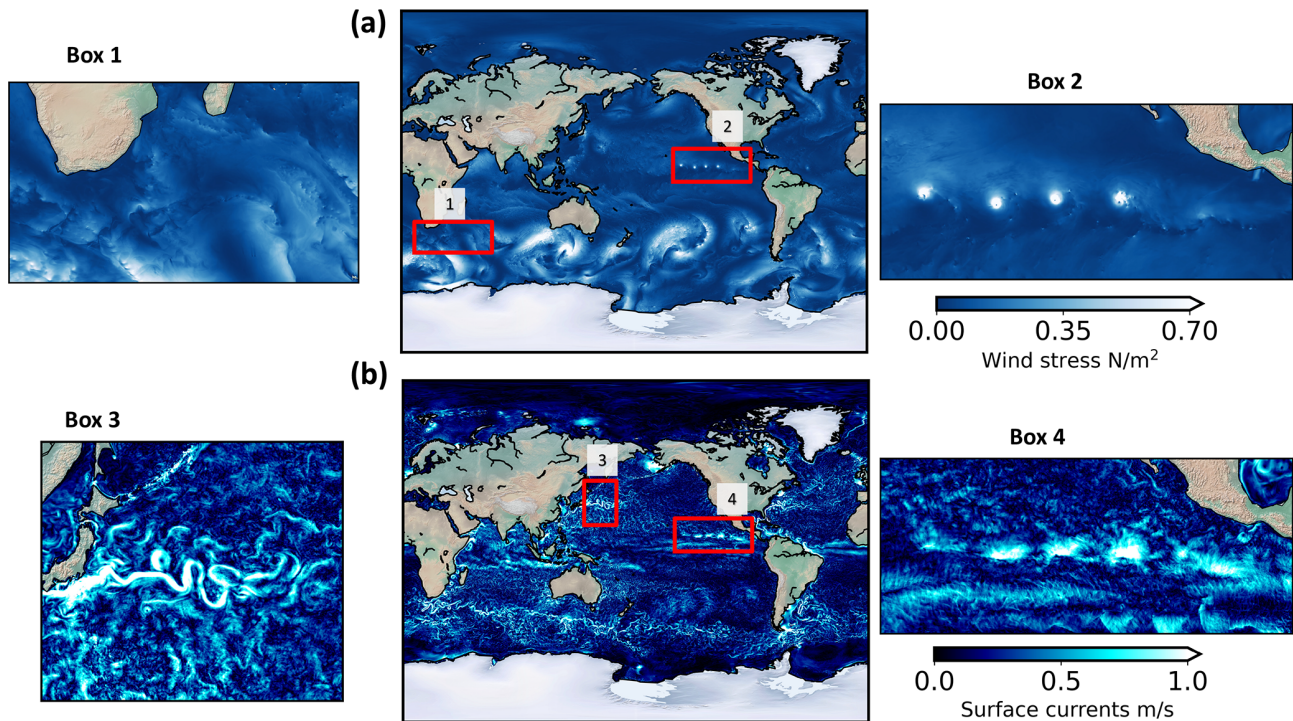 (a)
Box 1
Box 2
2
1
0.00 0.35 0.70
Wind stress N/m²
(b)
Box 3
Box 4
3
4
0.0 0.5 1.0
Surface currents m/s